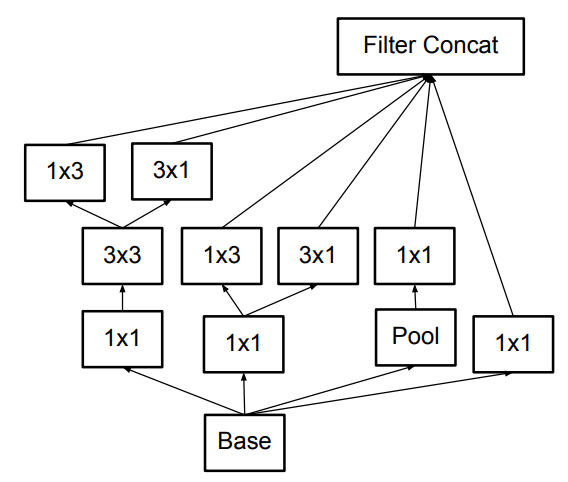 Filter Concat
1x3
3x1
3x3
1x3
3x1
1x1
1x1
1x1
Pool
1x1
Base